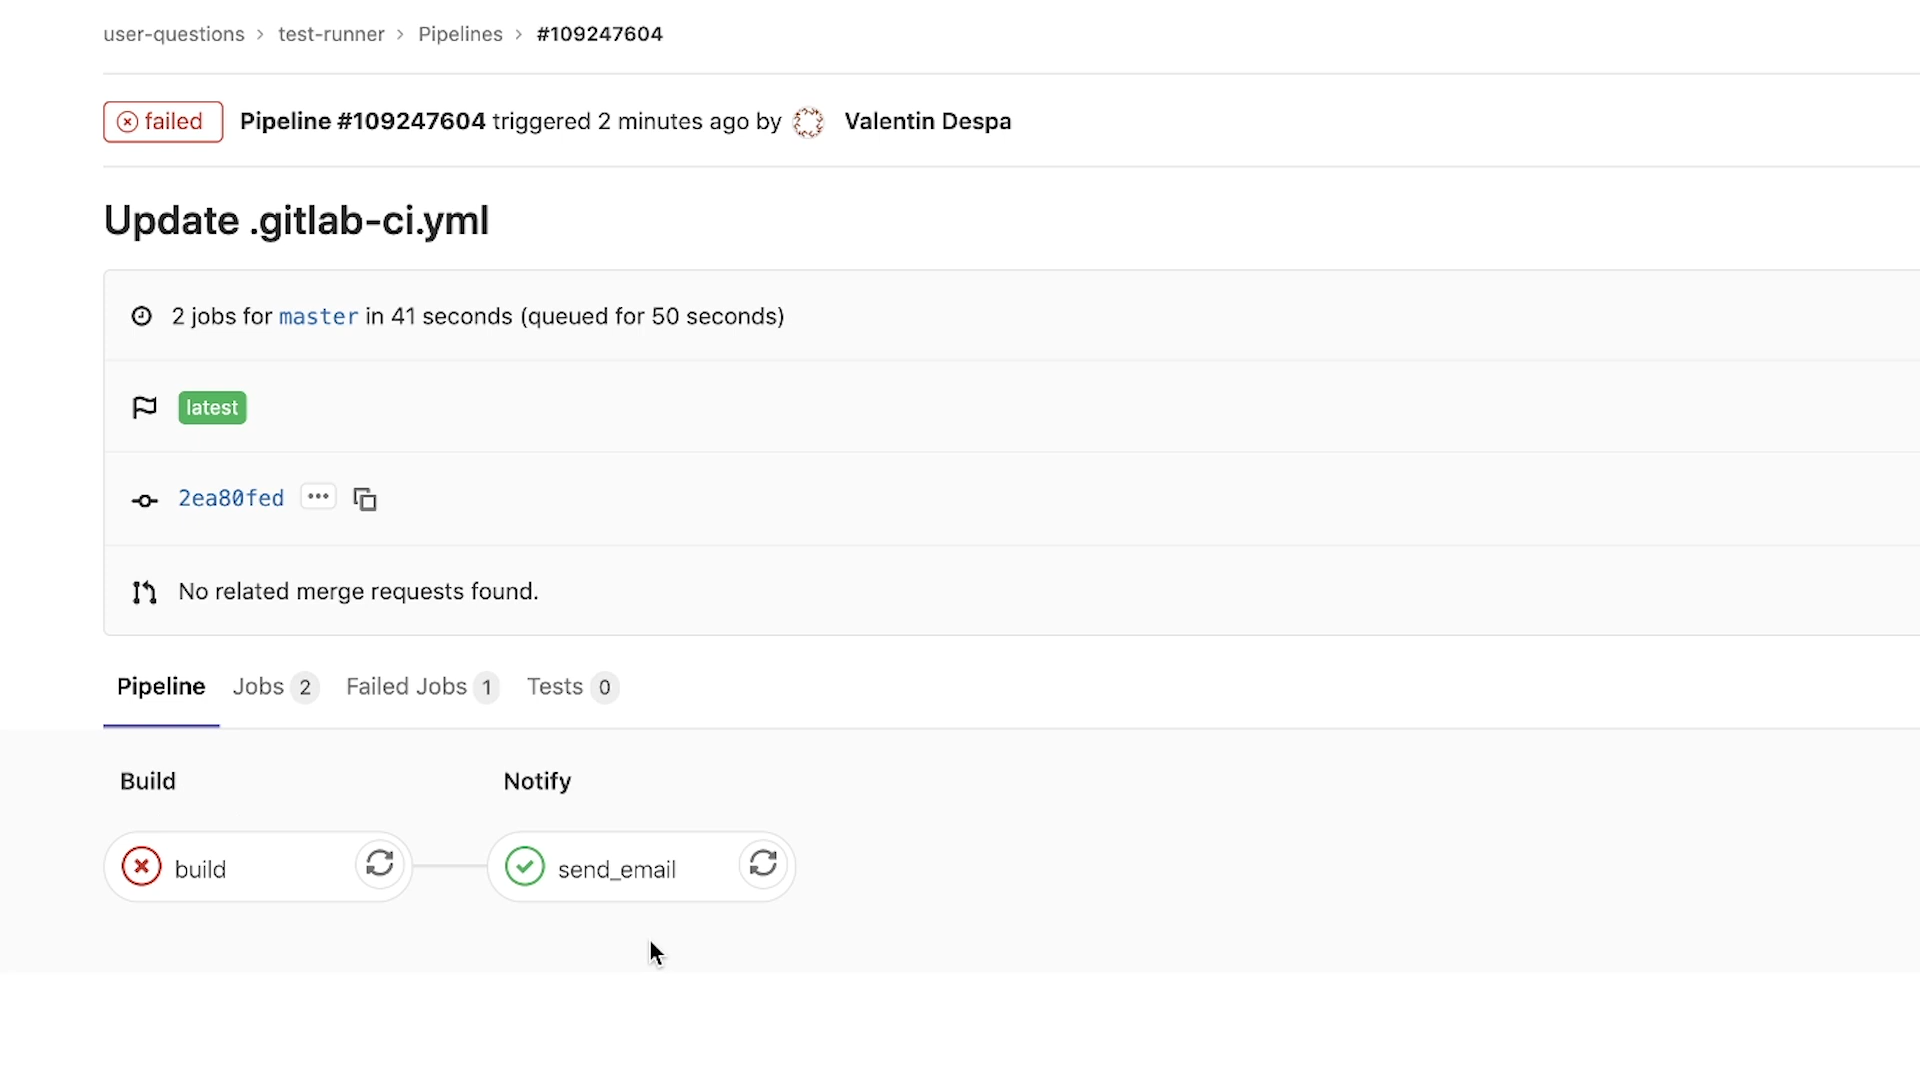 user-questions > test-runner > Pipelines > #109247604
failed Pipeline #109247604 triggered 2 minutes ago by Valentin Despa
Update .gitlab-ci.yml
2 jobs for master in 41 seconds (queued for 50 seconds)
latest
2ea80fed ...
No related merge requests found.
Pipeline Jobs 2 Failed Jobs 1 Tests 0
Build Notify
build send_email